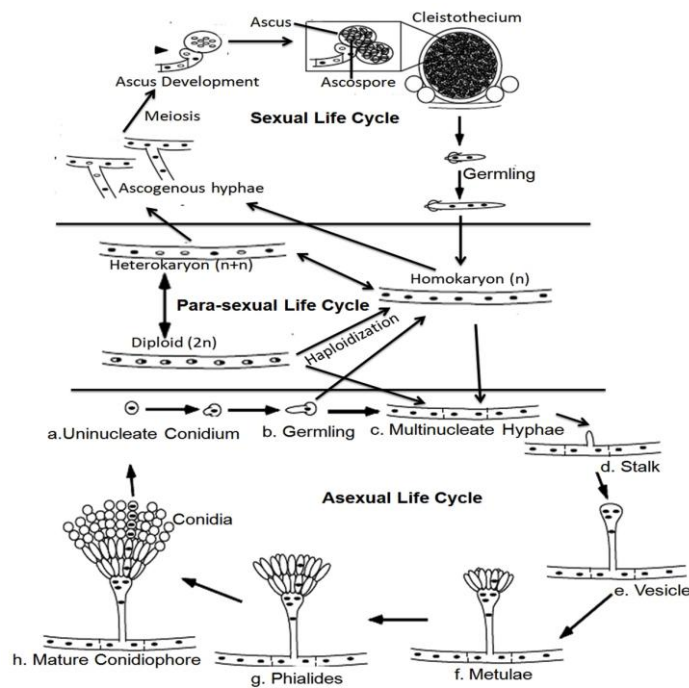 Ascus
Cleistothecium
Ascus Development
Ascospore
Meiosis
Sexual Life Cycle
Germling
Ascogenous hyphae
Heterokaryon (n+n)
Homokaryon (n)
Para-sexual Life Cycle
Haploidization
Diploid (2n)
a.Uninucleate Conidium
b. Germling
c. Multinucleate Hyphae
d. Stalk
Asexual Life Cycle
Conidia
e. Vesicle
h. Mature Conidiophore
g. Phialides
f. Metulae